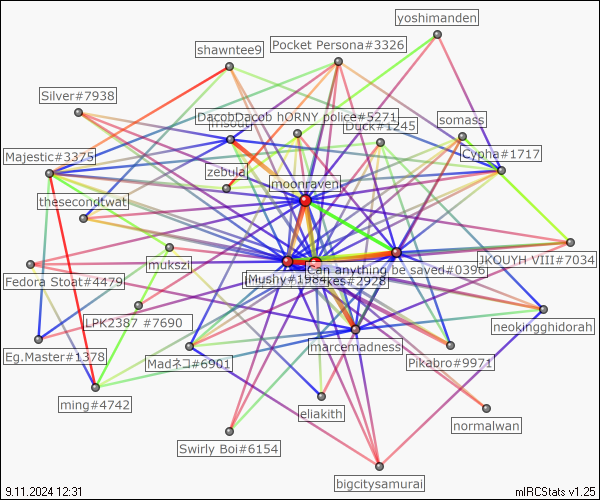 yoshimanden
shawntee9
Pocket Persona#3326
Silver#7938
DacobDacob hORNY police#5271
Duck#1245
somass
Majestic#3375
Cypha#1717
zebula
moonraven
thesecondtwat
mukszi
JKQUYH VIII#7034
Can anything be saved#0396
Fedora Stoat#4479
Mushy#1984
kes#2928
LPK2387 #7690
neokingghidorah
marcemadness
Eg.Master#1378
Madネコ#6901
Pikabro#9971
ming#4742
eliakith
normalwan
Swirly Boi#6154
bigcitysamurai
9.11.2024 12:31
mIRCStats v1.25